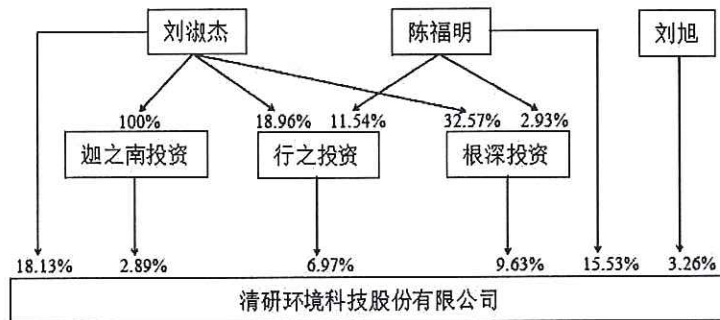 刘淑杰 陈福明 刘旭
100% 18.96% 11.54% 32.57% 2.93%
迦之南投资 行之投资 根深投资
18.13% 2.89% 6.97% 9.63% 15.53% 3.26%
清研环境科技股份有限公司